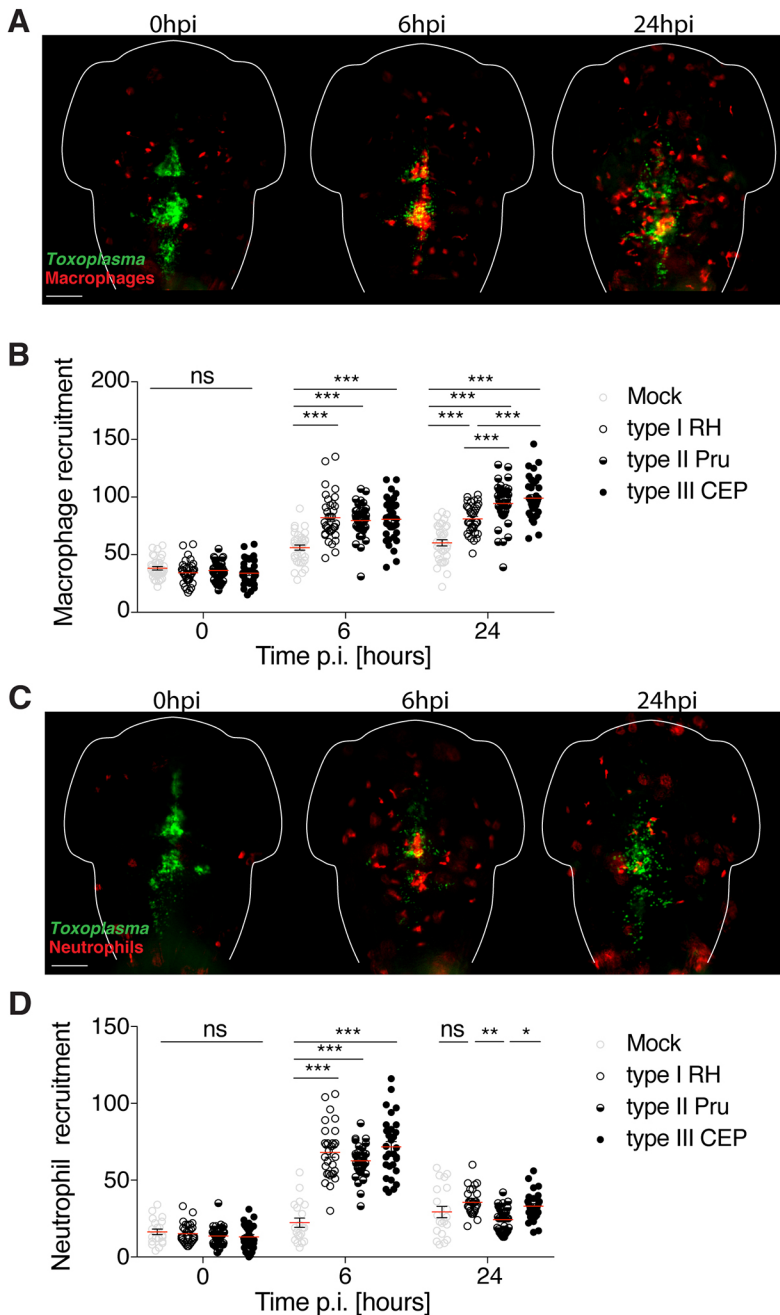 A
0hpi 6hpi 24hpi
Toxoplasma
Macrophages
B
Macrophage recruitment
200
150
100
50
0
ns
***
***
***
***
***
*** ***
***
0 6 24
Time p.i. [hours]
Mock
type I RH
type II Pru
type III CEP
C
0hpi 6hpi 24hpi
Toxoplasma
Neutrophils
D
Neutrophil recruitment
150
100
50
0
ns
***
***
***
ns ** *
0 6 24
Time p.i. [hours]
Mock
type I RH
type II Pru
type III CEP